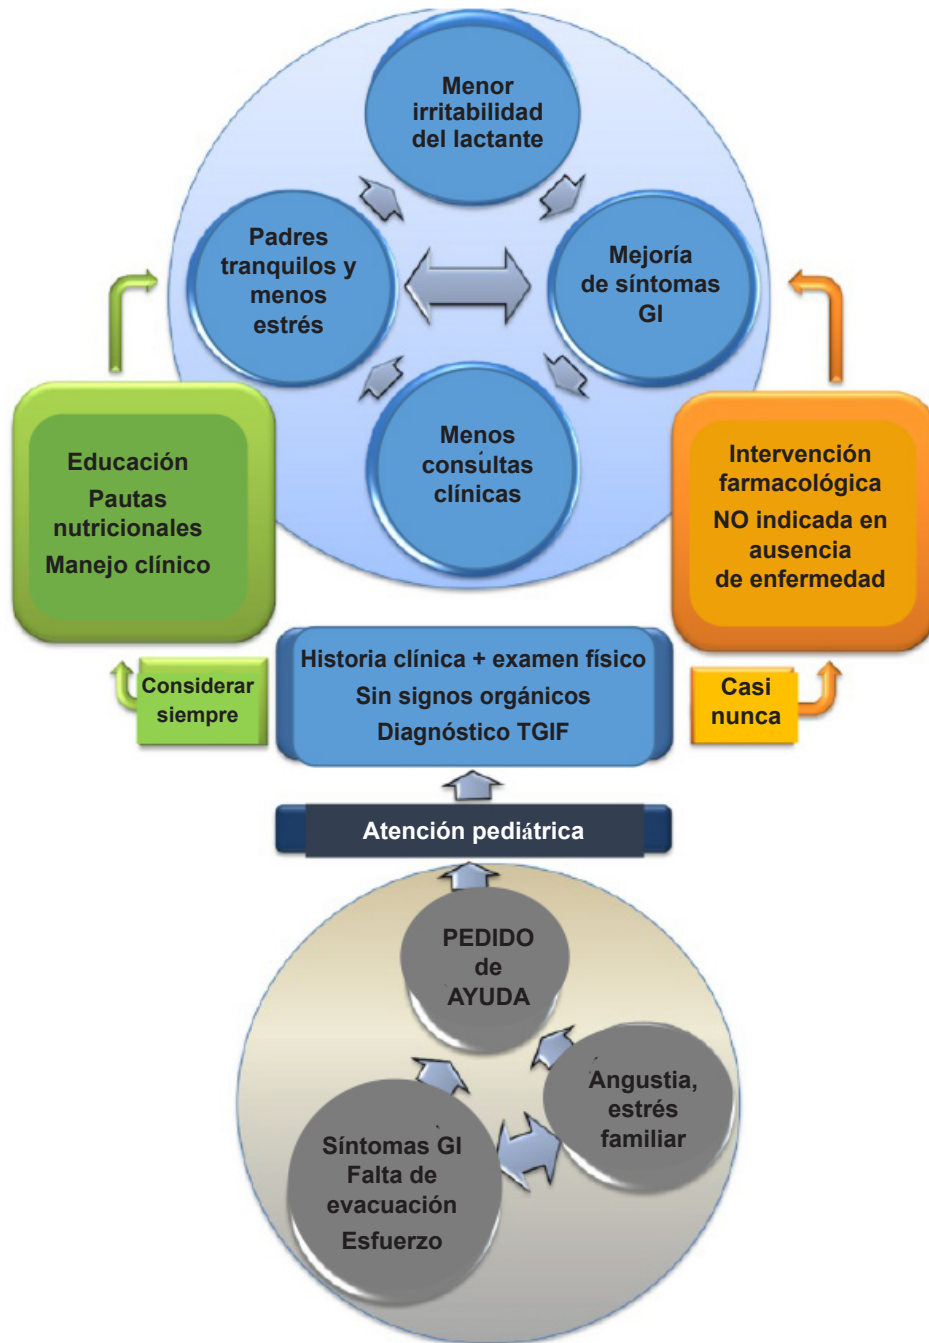 Menor
irritabilidad
del lactante
Padres
tranquilos y
menos
estrés
Mejoría
de síntomas
GI
Menos
consultas
clínicas
Educación
Pautas
nutricionales
Manejo clínico
Intervención
farmacológica
NO indicada en
ausencia
de enfermedad
Considerar
siempre
Historia clínica + examen físico
Sin signos orgánicos
Diagnóstico TGIF
Casi
nunca
Atención pediátrica
PEDIDO
de
AYUDA
Angustia,
estrés
familiar
Síntomas GI
Falta de
evacuación
Esfuerzo